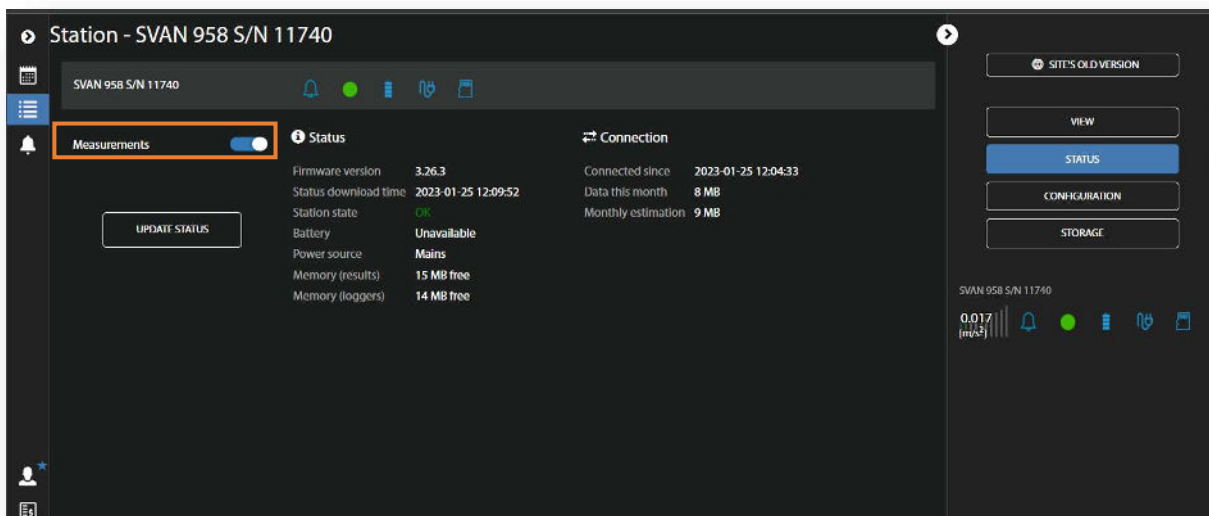 Station - SVAN 958 S/N 11740
SVAN 958 S/N 11740
Measurements
UPDATE STATUS
Status
Firmware version 3.26.3
Status download time 2023-01-25 12:09:52
Station state OK
Battery Unavailable
Power source Mains
Memory (results) 15 MB free
Memory (loggers) 14 MB free
Connection
Connected since 2023-01-25 12:04:33
Data this month 8 MB
Monthly estimation 9 MB
SITE'S OLD VERSION
VIEW
STATUS
CONFIGURATION
STORAGE
SVAN 958 S/N 11740
0.017
[m/s²]